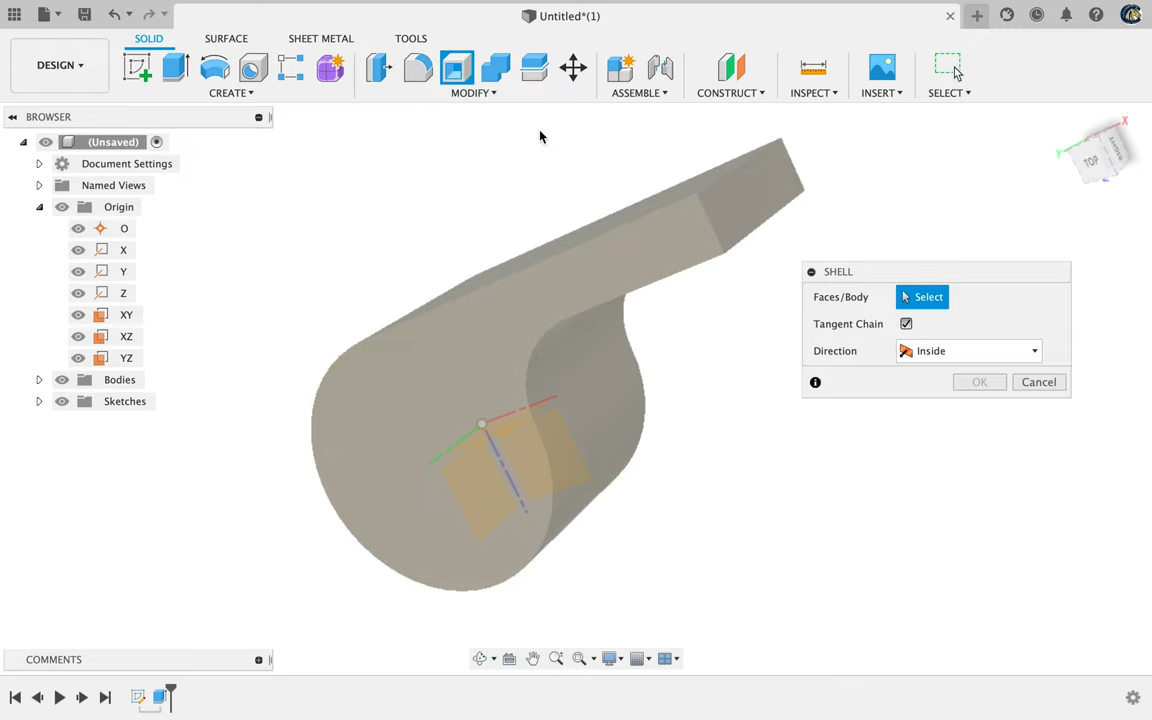 Untitled*(1)
DESIGN
SOLID
SURFACE
SHEET METAL
TOOLS
CREATE
MODIFY
ASSEMBLE
CONSTRUCT
INSPECT
INSERT
SELECT
BROWSER
(Unsaved)
Document Settings
Named Views
Origin
O
X
Y
Z
XY
XZ
YZ
Bodies
Sketches
X
Y
TOP
RIGHT
SHELL
Faces/Body
Select
Tangent Chain
Direction
Inside
OK
Cancel
COMMENTS